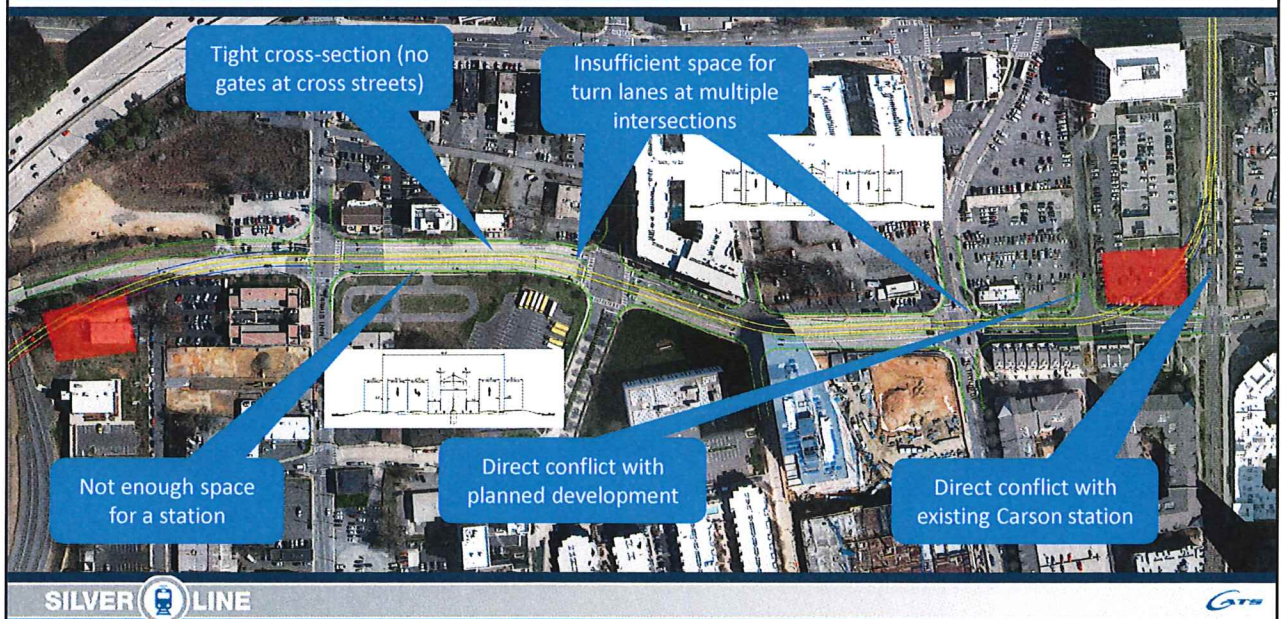 Tight cross-section (no
gates at cross streets)
Insufficient space for
turn lanes at multiple
intersections
Not enough space
for a station
Direct conflict with
planned development
Direct conflict with
existing Carson station
SILVER LINE
CATS